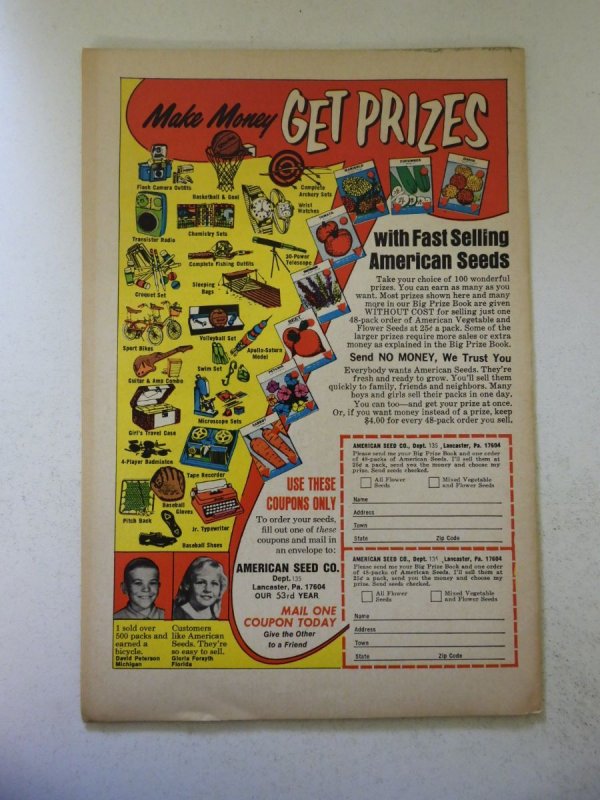 Make Money GET PRIZES
Flash Camera Outfits
Basketball & Goal
Complete
Archery Sets
Wrist
Watches
Transistor Radio
Chemistry Sets
30-Power
Telescope
Complete Fishing Outfits
Croquet Set
Sleeping
Bags
Volleyball Set
Sport Bikes
Apollo-Saturn
Model
Swim Set
Guitar & Amp Combo
Girl's Travel Case
Microscope Sets
4-Player Badminton
Tape Recorder
Pitch Back
Baseball
Gloves
Jr. Typewriter
Baseball Shoes
CUCUMBER
TOMATO
BEET
PETUNIA
CARROT
with Fast Selling
American Seeds
Take your choice of 100 wonderful
prizes. You can earn as many as you
want. Most prizes shown here and many
more in our Big Prize Book are given
WITHOUT COST for selling just one
48-pack order of American Vegetable and
Flower Seeds at 25¢ a pack. Some of the
larger prizes require more sales or extra
money as explained in the Big Prize Book.
Send NO MONEY, We Trust You
Everybody wants American Seeds. They're
fresh and ready to grow. You'll sell them
quickly to family, friends and neighbors. Many
boys and girls sell their packs in one day.
You can too—and get your prize at once.
Or, if you want money instead of a prize, keep
$4.00 for every 48-pack order you sell.
USE THESE
COUPONS ONLY
To order your seeds,
fill out one of these
coupons and mail in
an envelope to:
AMERICAN SEED CO.
Dept. 135
Lancaster, Pa. 17604
OUR 53rd YEAR
MAIL ONE
COUPON TODAY
Give the Other
to a Friend
I sold over
500 packs and
earned a
bicycle.
David Peterson
Michigan
Customers
like American
Seeds. They're
so easy to sell.
Gloria Forsyth
Florida
AMERICAN SEED CO., Dept. 135, Lancaster, Pa. 17604
Please send me your Big Prize Book and one order
of 48-packs of American Seeds. I'll sell them at
25¢ a pack, send you the money and choose my
prize. Send seeds checked.
All Flower
Seeds
Mixed Vegetable
and Flower Seeds
Name
Address
Town
State Zip Code
AMERICAN SEED CO., Dept. 135, Lancaster, Pa. 17604
Please send me your Big Prize Book and one order
of 48-packs of American Seeds. I'll sell them at
25¢ a pack, send you the money and choose my
prize. Send seeds checked.
All Flower
Seeds
Mixed Vegetable
and Flower Seeds
Name
Address
Town
State Zip Code